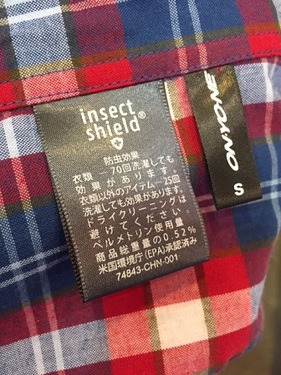 insect
shield®
防虫効果
衣類 - 70回洗濯しても
効果があります。
衣類以外のアイテム - 25回
洗濯しても効果があります。
ドライクリーニングは
避けてください。
ペルメトリン使用量
商品総重量の0.52%
米国環境庁(EPA)承認済み
74843-CHN-001
ONYONE
S